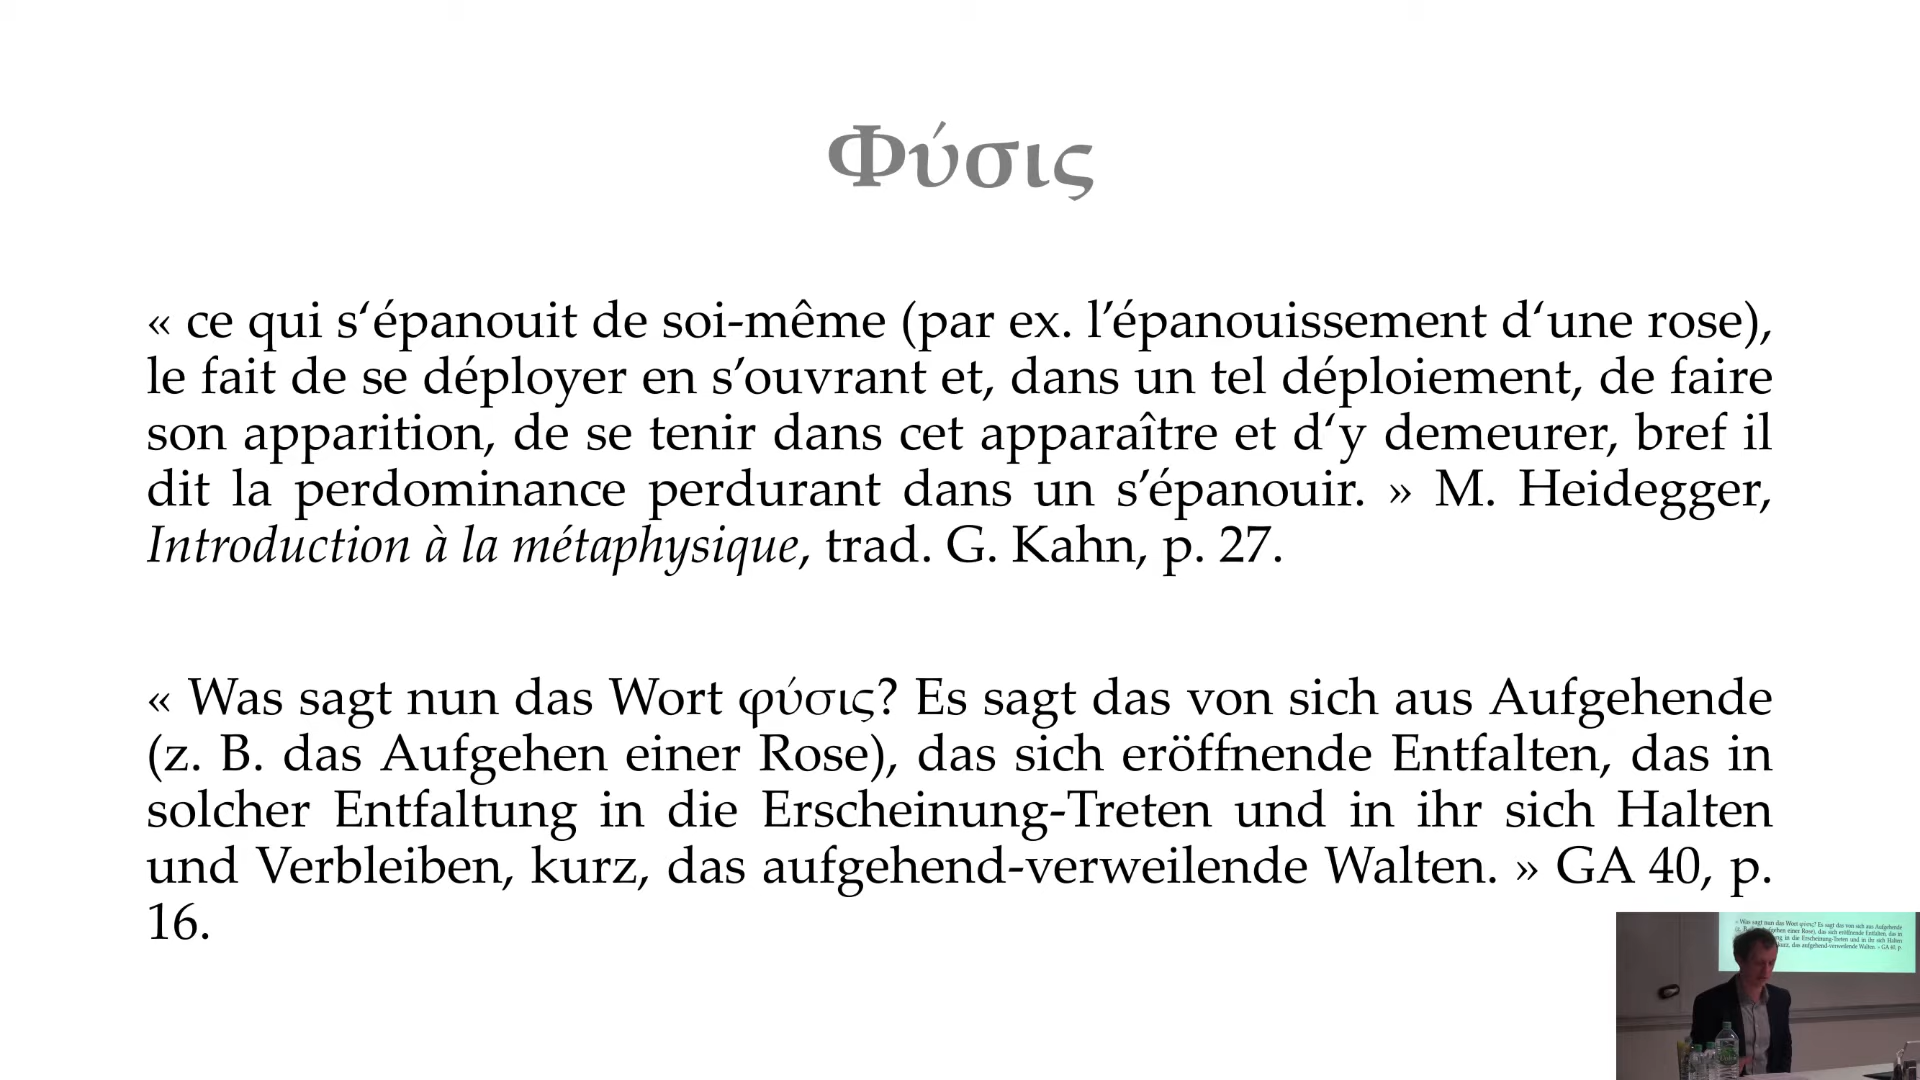 Φύσις
« ce qui s‘épanouit de soi-même (par ex. l’épanouissement d‘une rose),
le fait de se déployer en s’ouvrant et, dans un tel déploiement, de faire
son apparition, de se tenir dans cet apparaître et d‘y demeurer, bref il
dit la perdominance perdurant dans un s’épanouir. » M. Heidegger,
Introduction à la métaphysique, trad. G. Kahn, p. 27.
« Was sagt nun das Wort φύσις? Es sagt das von sich aus Aufgehende
(z. B. das Aufgehen einer Rose), das sich eröffnende Entfalten, das in
solcher Entfaltung in die Erscheinung-Treten und in ihr sich Halten
und Verbleiben, kurz, das aufgehend-verweilende Walten. » GA 40, p.
16.